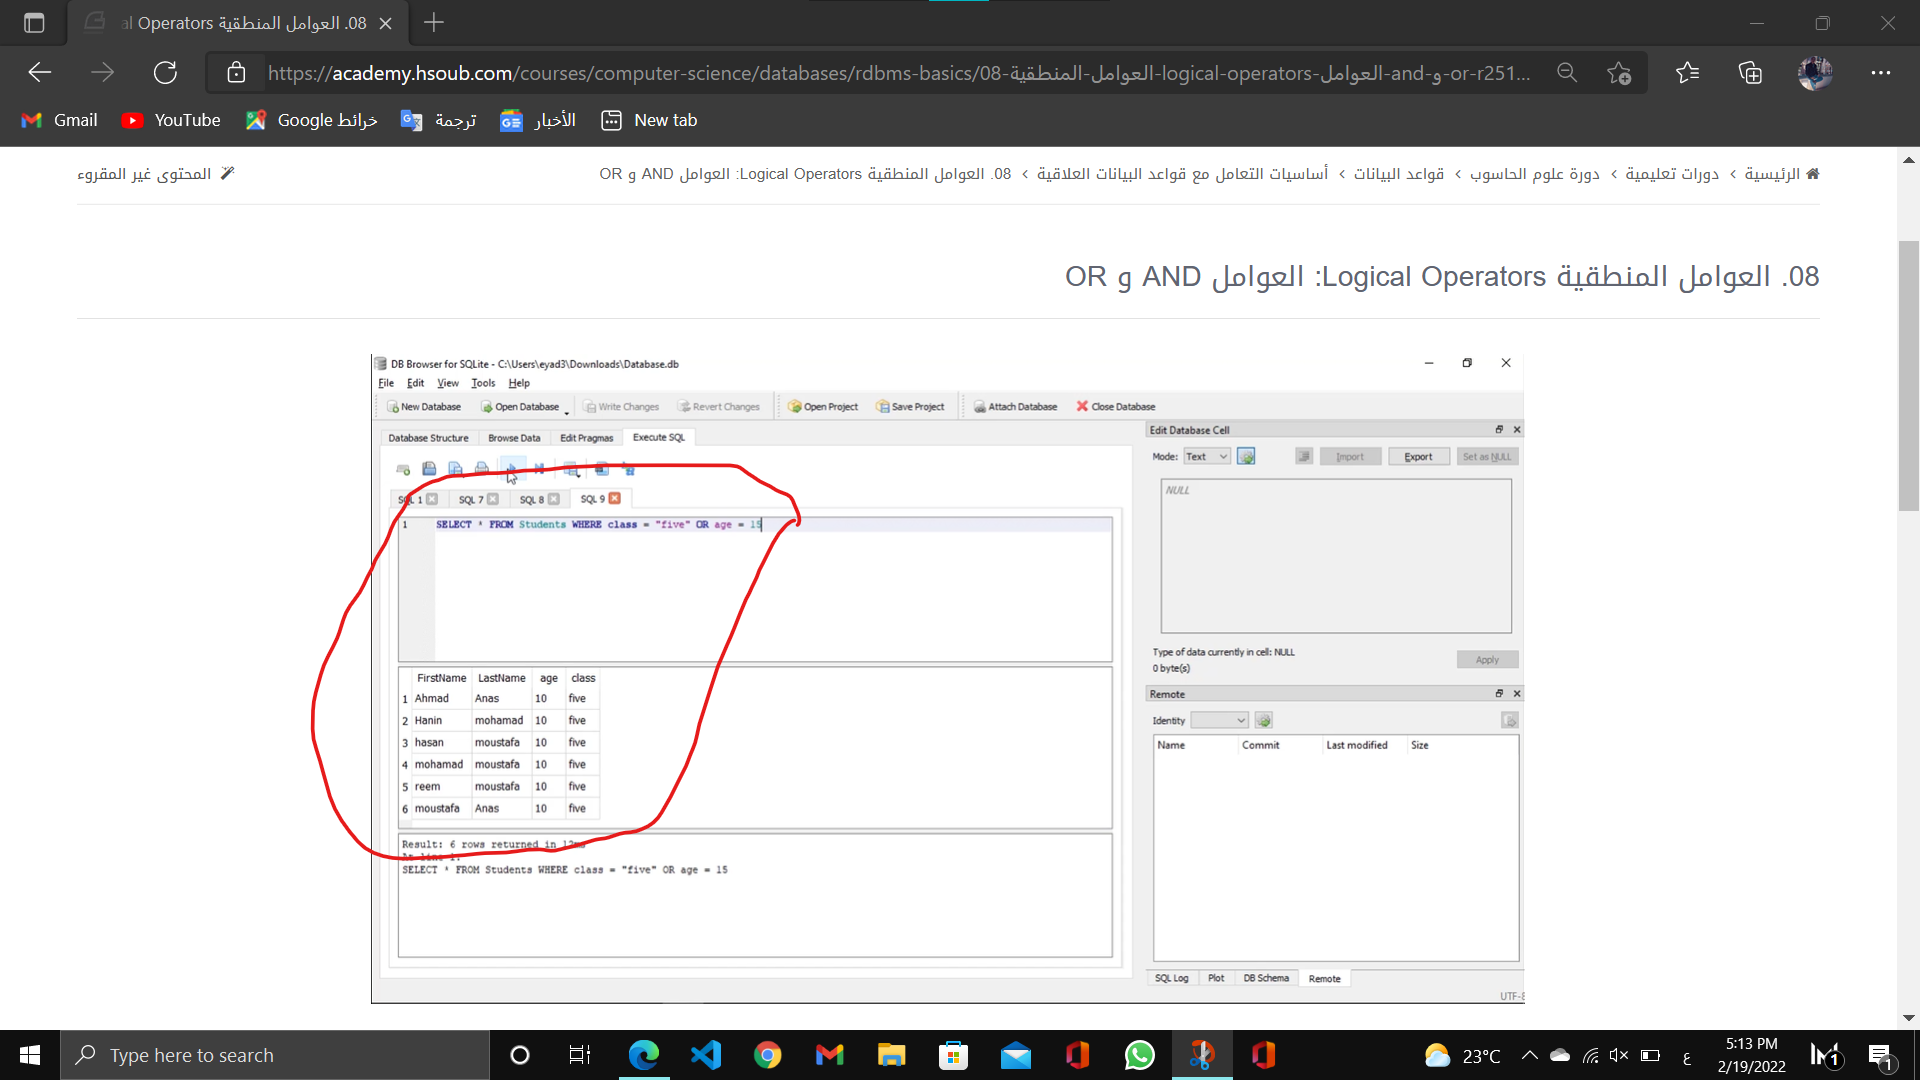 08. العوامل المنطقية al Operators
https://academy.hsoub.com/courses/computer-science/databases/rdbms-basics/08-العوامل-المنطقية-logical-operators-العوامل-and-و-or-r251...
Gmail YouTube خرائط Google ترجمة الأخبار New tab
الرئيسية › دورات تعليمية › دورة علوم الحاسوب › قواعد البيانات › أساسيات التعامل مع قواعد البيانات العلاقية › 08. العوامل المنطقية Logical Operators: العوامل AND و OR
المحتوى غير المقروء
08. العوامل المنطقية Logical Operators: العوامل AND و OR
DB Browser for SQLite - C:\Users\eyad3\Downloads\Database.db
File Edit View Tools Help
New Database Open Database Write Changes Revert Changes Open Project Save Project Attach Database Close Database
Database Structure Browse Data Edit Pragmas Execute SQL
SQL 1 SQL 7 SQL 8 SQL 9
1 SELECT * FROM Students WHERE class = "five" OR age = 15
FirstName LastName age class
1 Ahmad Anas 10 five
2 Hanin mohamad 10 five
3 hasan moustafa 10 five
4 mohamad moustafa 10 five
5 reem moustafa 10 five
6 moustafa Anas 10 five
Result: 6 rows returned in 12ms
At line 1:
SELECT * FROM Students WHERE class = "five" OR age = 15
Edit Database Cell
Mode: Text Import Export Set as NULL
NULL
Type of data currently in cell: NULL
0 byte(s)
Apply
Remote
Identity
Name Commit Last modified Size
SQL Log Plot DB Schema Remote
UTF-8
Type here to search
23°C
ع
5:13 PM
2/19/2022
1
1